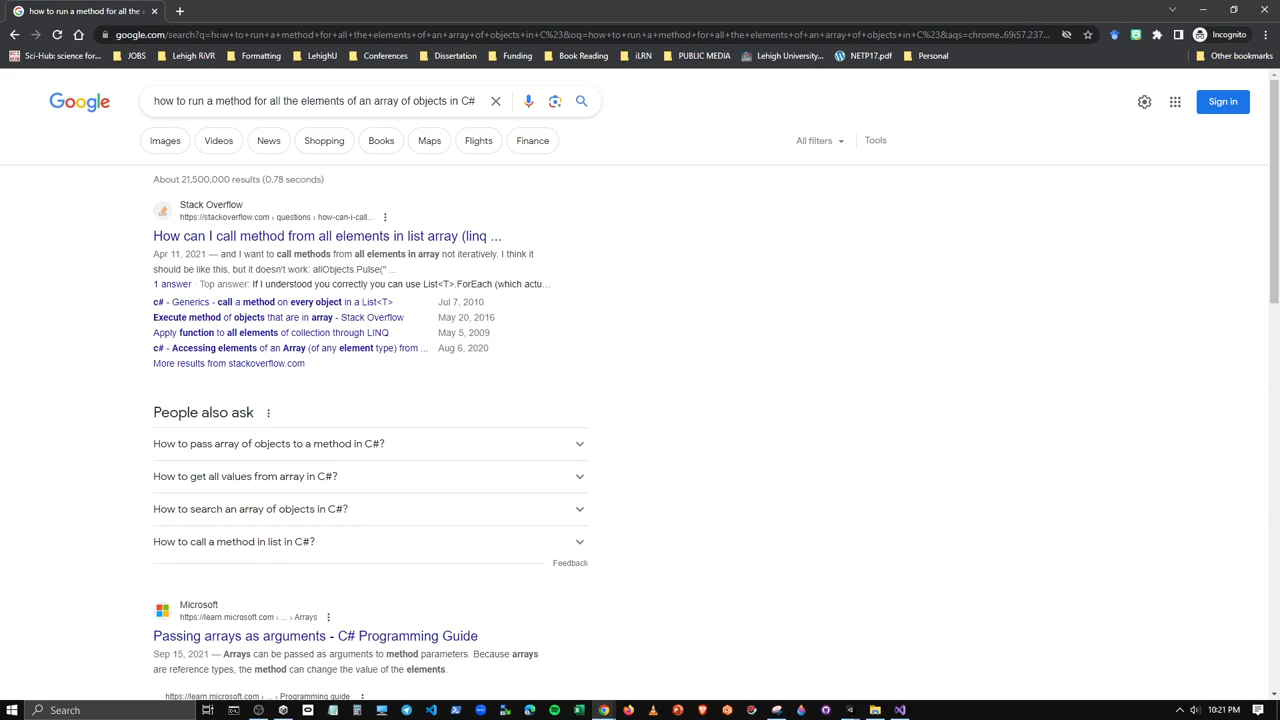 how to run a method for all the e
google.com/search?q=how+to+run+a+method+for+all+the+elements+of+an+array+of+objects+in+C%23&oq=how+to+run+a+method+for+all+the+elements+of+an+array+of+objects+in+C%23&aqs=chrome..69i57.237...
Incognito
Sci-Hub: science for...
JOBS
Lehigh RiVR
Formatting
LehighU
Conferences
Dissertation
Funding
Book Reading
iLRN
PUBLIC MEDIA
Lehigh University -...
NETP17.pdf
Personal
Other bookmarks
Google
how to run a method for all the elements of an array of objects in C#
Sign in
Images
Videos
News
Shopping
Books
Maps
Flights
Finance
All filters
Tools
About 21,500,000 results (0.78 seconds)
Stack Overflow
https://stackoverflow.com › questions › how-can-i-call...
How can I call method from all elements in list array (linq ...
Apr 11, 2021 — and I want to call methods from all elements in array not iteratively. I think it
should be like this, but it doesn't work: allObjects.Pulse(" ...
1 answer · Top answer: If I understood you correctly you can use List<T>.ForEach (which actu...
c# - Generics - call a method on every object in a List<T> Jul 7, 2010
Execute method of objects that are in array - Stack Overflow May 20, 2016
Apply function to all elements of collection through LINQ May 5, 2009
c# - Accessing elements of an Array (of any element type) from ... Aug 6, 2020
More results from stackoverflow.com
People also ask
How to pass array of objects to a method in C#?
How to get all values from array in C#?
How to search an array of objects in C#?
How to call a method in list in C#?
Feedback
Microsoft
https://learn.microsoft.com › ... › Arrays
Passing arrays as arguments - C# Programming Guide
Sep 15, 2021 — Arrays can be passed as arguments to method parameters. Because arrays
are reference types, the method can change the value of the elements.
https://learn.microsoft.com › ... › Programming guide
Search
10:21 PM